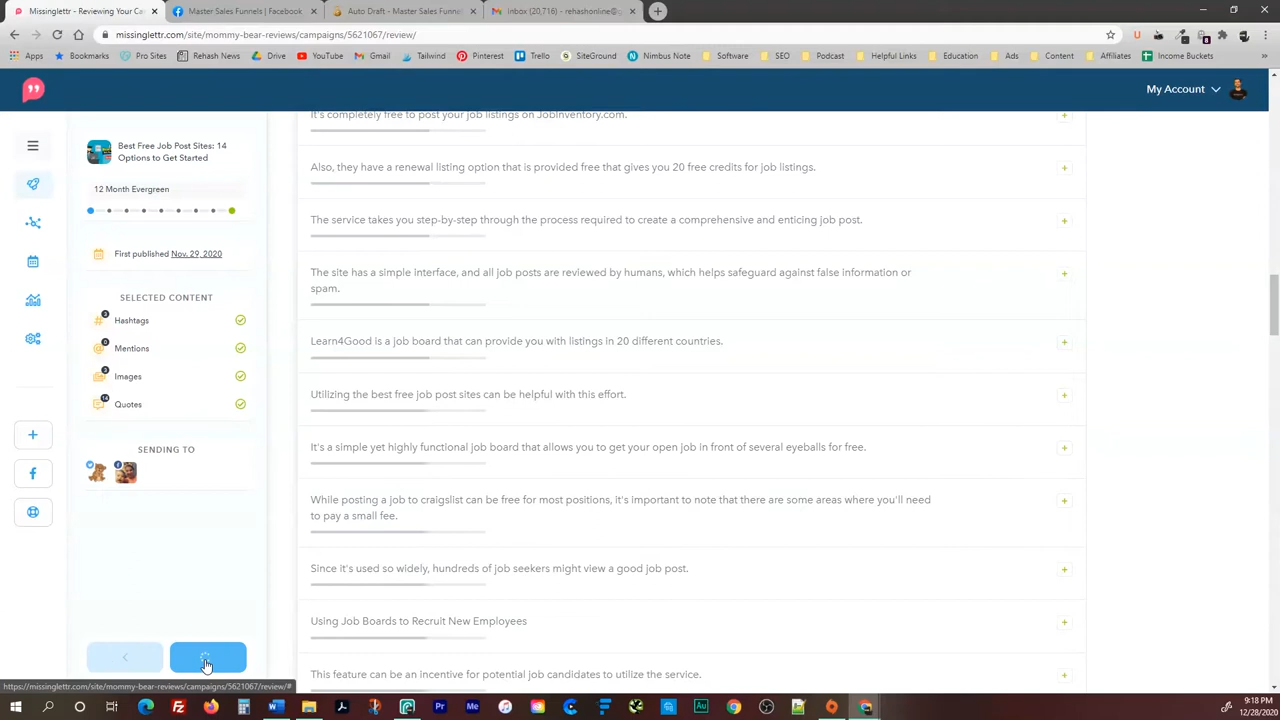 Missinglettr - Reviewing Your Ca
Master Sales Funnels | Facebook
Auto Draft - Master Sales Funnel
Inbox (20,716) - rehashonline@
missinglettr.com/site/mommy-bear-reviews/campaigns/5621067/review/
Apps
Bookmarks
Pro Sites
Rehash News
Drive
YouTube
Gmail
Tailwind
Pinterest
Trello
SiteGround
Nimbus Note
Software
SEO
Podcast
Helpful Links
Education
Ads
Content
Affiliates
Income Buckets
My Account
Best Free Job Post Sites: 14
Options to Get Started
12 Month Evergreen
First published Nov. 29, 2020
SELECTED CONTENT
3
Hashtags
0
Mentions
3
Images
14
Quotes
SENDING TO
It's completely free to post your job listings on JobInventory.com.
Also, they have a renewal listing option that is provided free that gives you 20 free credits for job listings.
The service takes you step-by-step through the process required to create a comprehensive and enticing job post.
The site has a simple interface, and all job posts are reviewed by humans, which helps safeguard against false information or
spam.
Learn4Good is a job board that can provide you with listings in 20 different countries.
Utilizing the best free job post sites can be helpful with this effort.
It's a simple yet highly functional job board that allows you to get your open job in front of several eyeballs for free.
While posting a job to craigslist can be free for most positions, it's important to note that there are some areas where you'll need
to pay a small fee.
Since it's used so widely, hundreds of job seekers might view a good job post.
Using Job Boards to Recruit New Employees
This feature can be an incentive for potential job candidates to utilize the service.
https://missinglettr.com/site/mommy-bear-reviews/campaigns/5621067/review/#
9:18 PM
12/28/2020